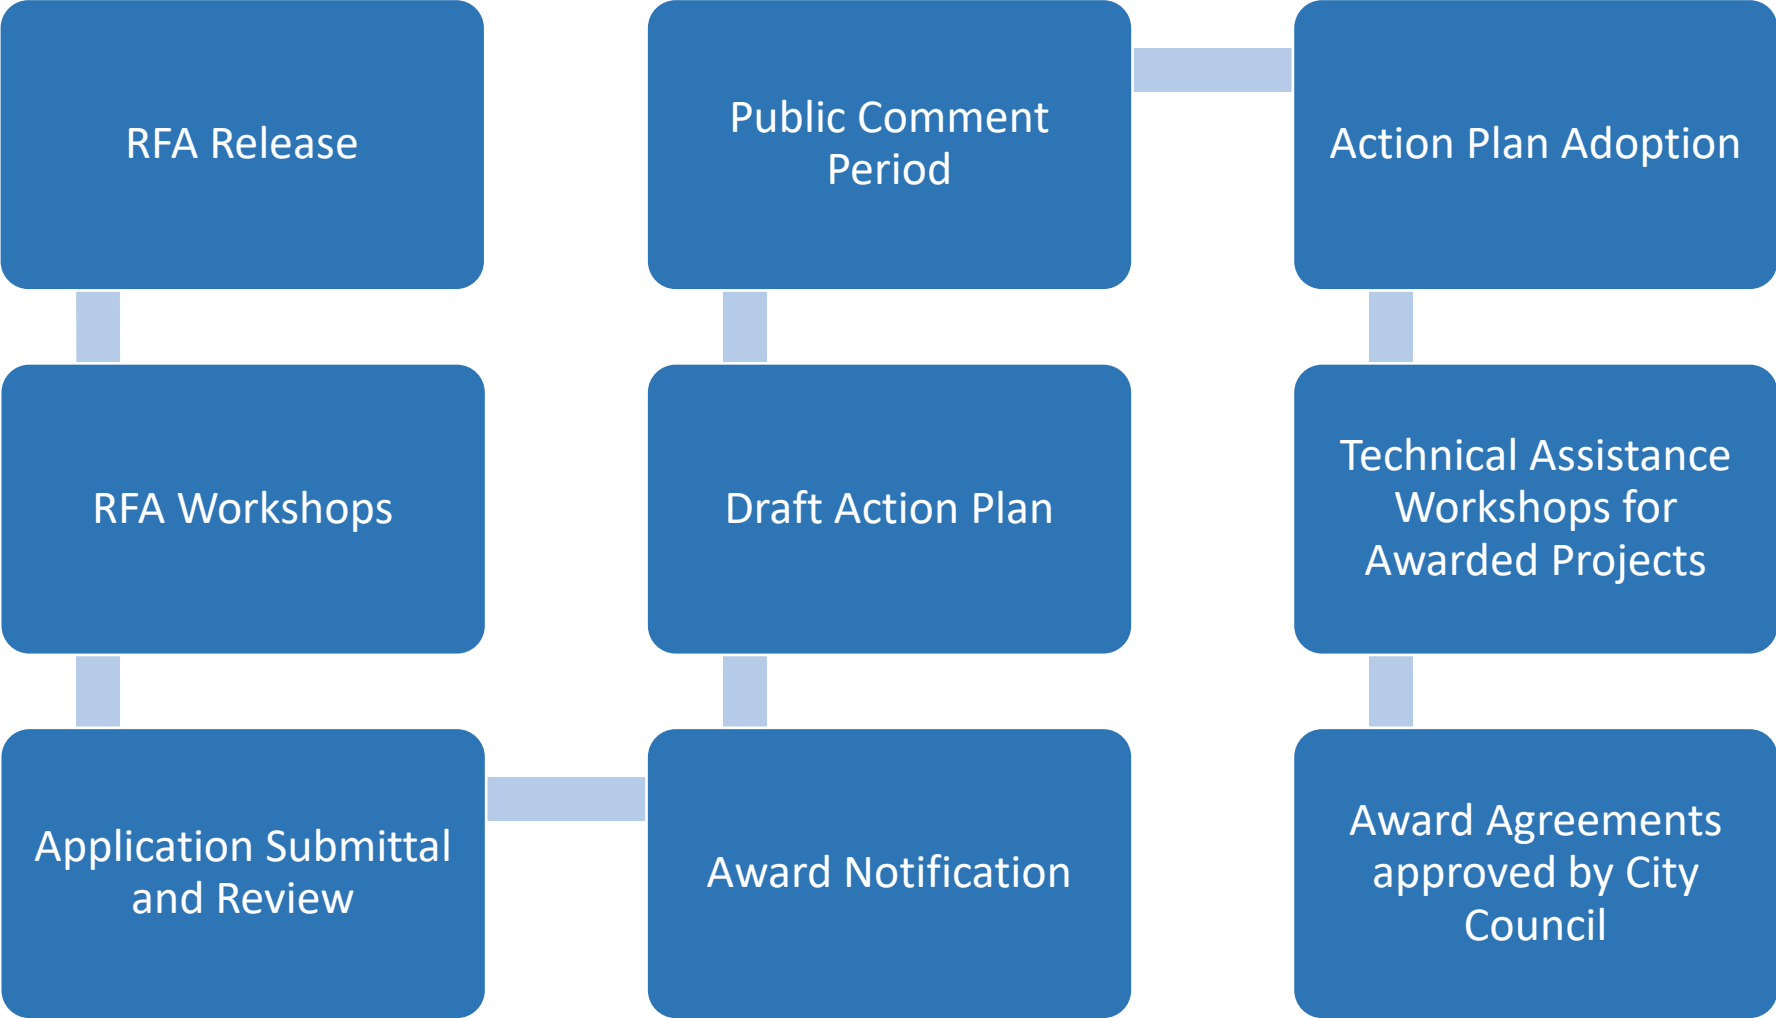 RFA Release
RFA Workshops
Application Submittal
and Review
Award Notification
Draft Action Plan
Public Comment
Period
Action Plan Adoption
Technical Assistance
Workshops for
Awarded Projects
Award Agreements
approved by City
Council